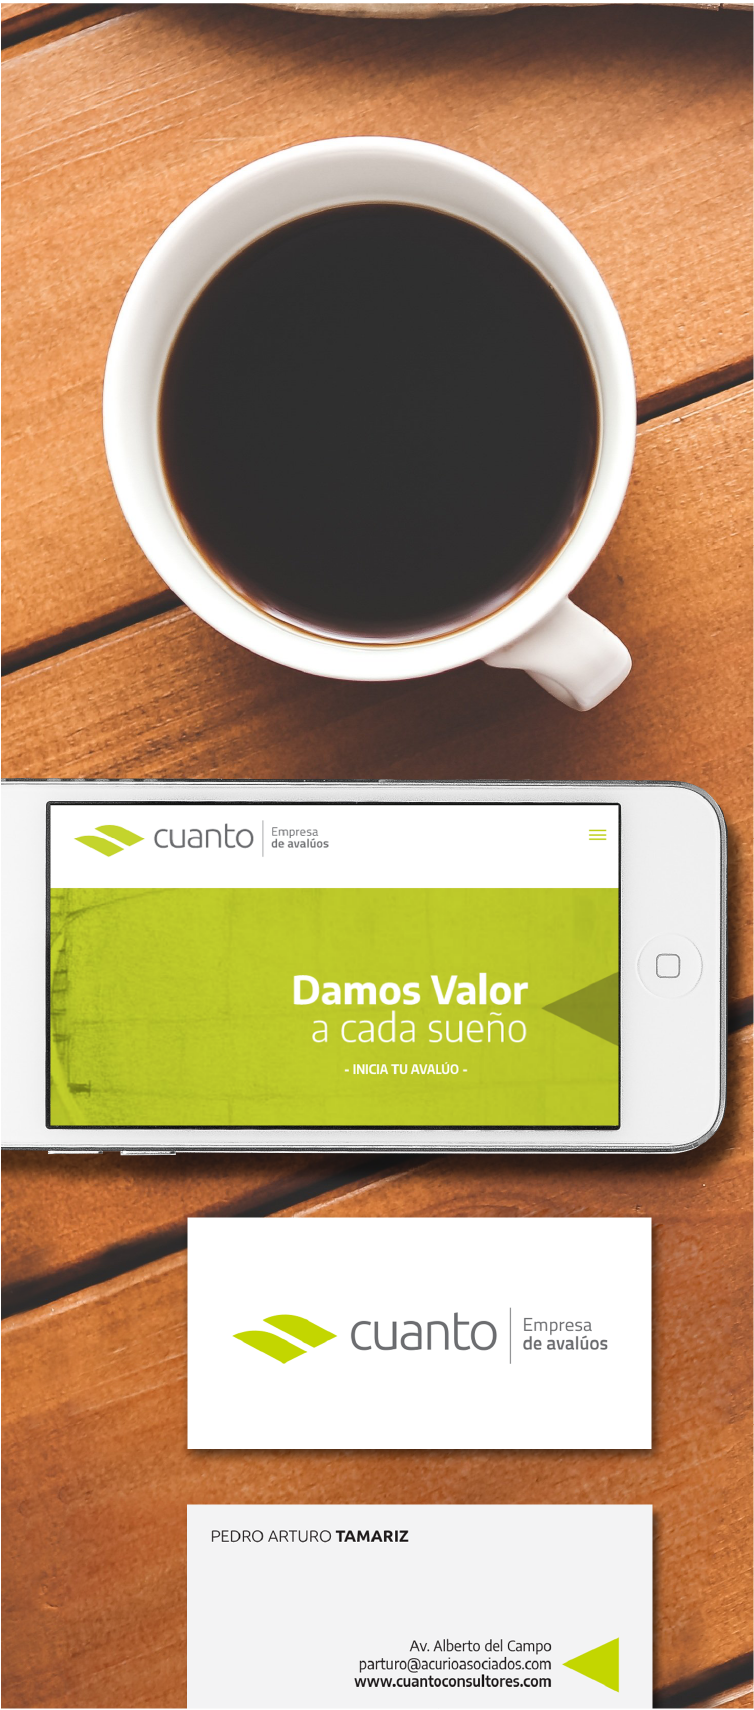 cuanto
Empresa
de avalúos
Damos Valor
a cada sueño
- INICIA TU AVALÚO -
cuanto
Empresa
de avalúos
PEDRO ARTURO TAMARIZ
Av. Alberto del Campo
parturo@acurioasociados.com
www.cuantoconsultores.com